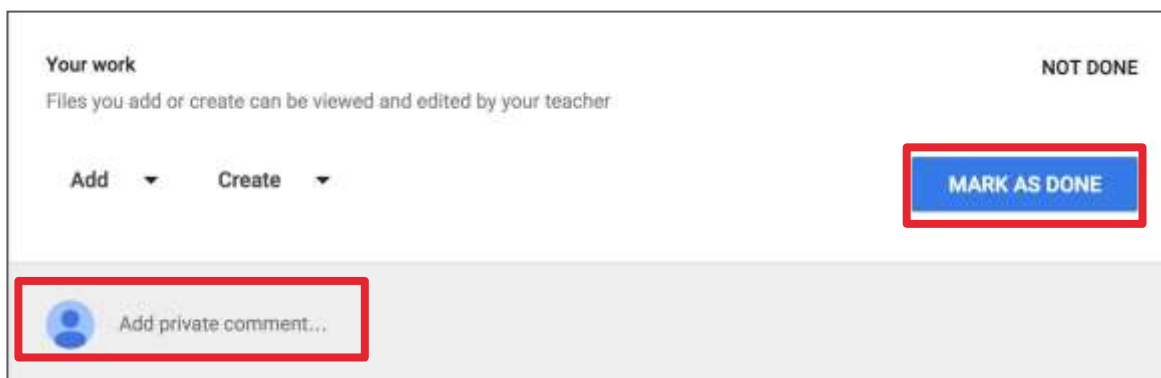 Your work
NOT DONE
Files you add or create can be viewed and edited by your teacher
Add Create
MARK AS DONE
Add private comment...